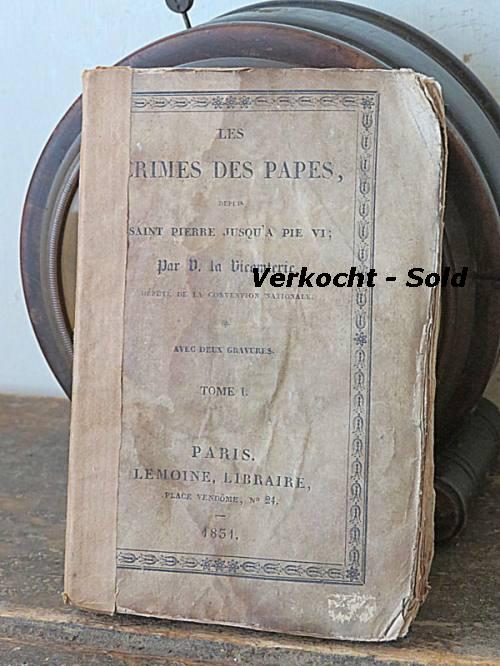 LES
CRIMES DES PAPES,
DEPUIS
SAINT PIERRE JUSQU'A PIE VI;
Par D. la Vicomterie
Verkocht - Sold
DÉPUTÉ DE LA CONVENTION NATIONALE.
AVEC DEUX GRAVURES.
TOME I.
PARIS.
LEMOINE, LIBRAIRE,
PLACE VENDÔME, No 24.
1831.